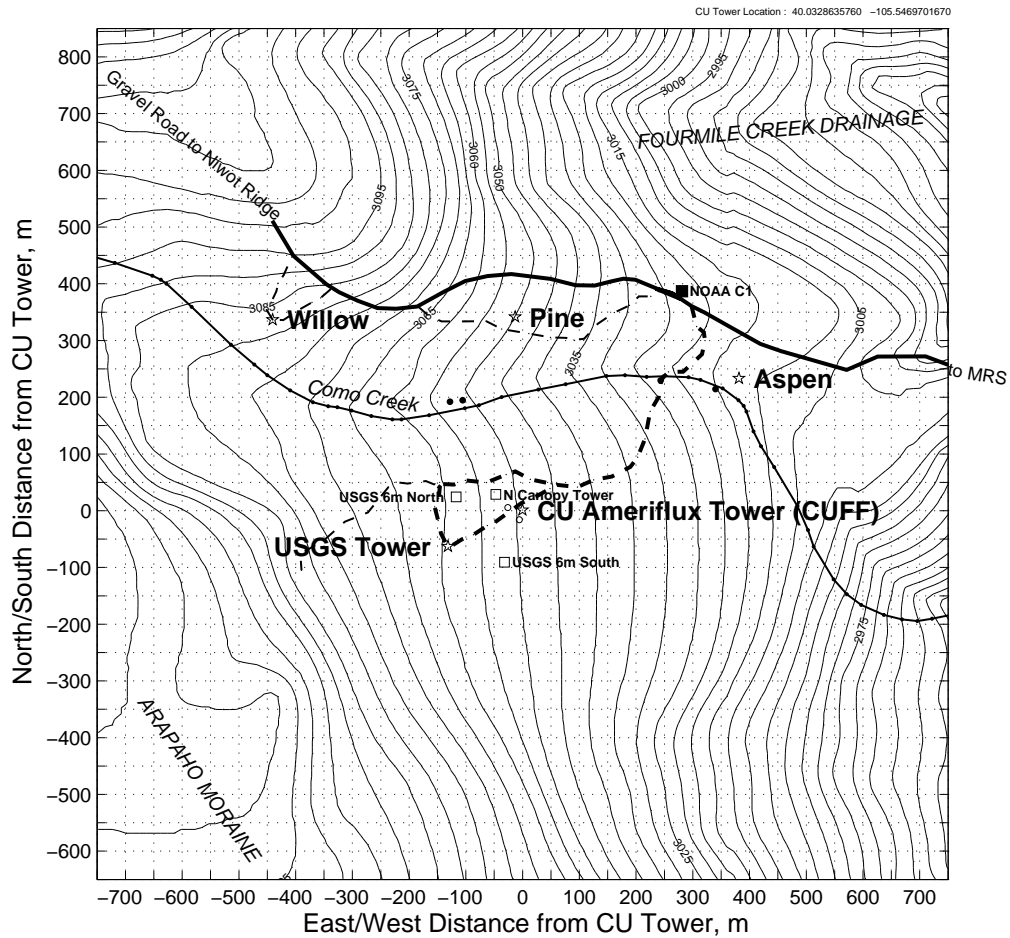 CU Tower Location : 40.0328635760 −105.5469701670
800
700
600
500
400
300
200
100
0
−100
−200
−300
−400
−500
−600
North/South Distance from CU Tower, m
Gravel Road to Niwot Ridge
3075
3060
3050
3095
3000
2995
3015
FOURMILE CREEK DRAINAGE
NOAA C1
3085
Willow
3065
Pine
3005
3035
Aspen
to MRS
Como Creek
USGS 6m North
N Canopy Tower
CU Ameriflux Tower (CUFF)
USGS Tower
USGS 6m South
2975
ARAPAHO MORAINE
3025
−700 −600 −500 −400 −300 −200 −100 0 100 200 300 400 500 600 700
East/West Distance from CU Tower, m